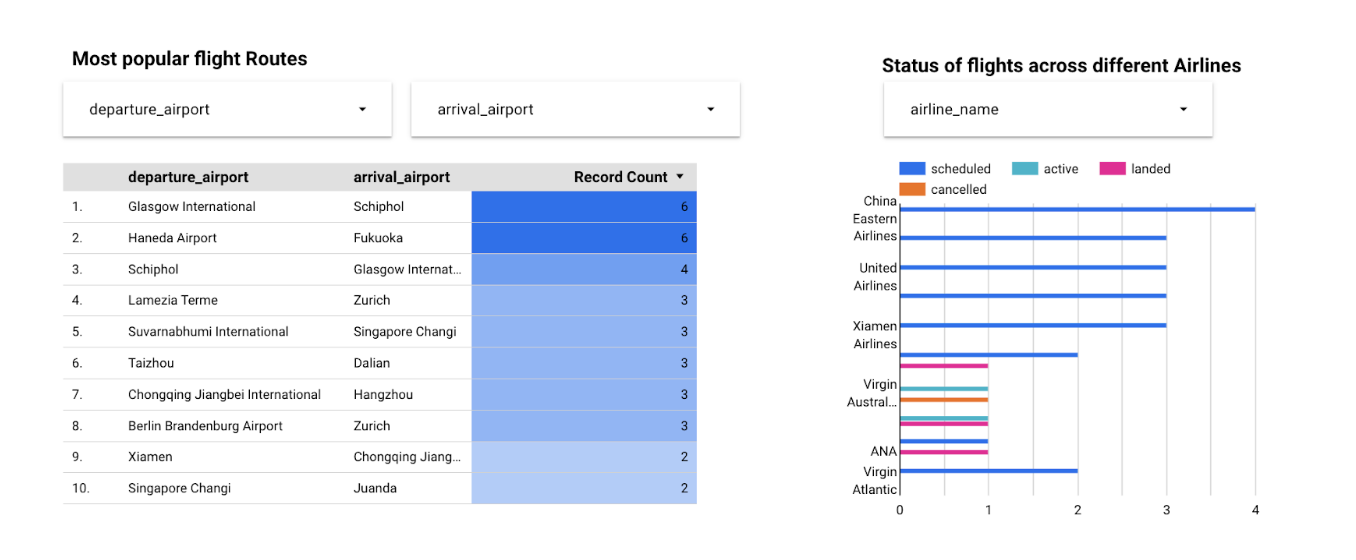 Most popular flight Routes
departure_airport
arrival_airport
departure_airport arrival_airport Record Count
1. Glasgow International Schiphol 6
2. Haneda Airport Fukuoka 6
3. Schiphol Glasgow Internat... 4
4. Lamezia Terme Zurich 3
5. Suvarnabhumi International Singapore Changi 3
6. Taizhou Dalian 3
7. Chongqing Jiangbei International Hangzhou 3
8. Berlin Brandenburg Airport Zurich 3
9. Xiamen Chongqing Jiang... 2
10. Singapore Changi Juanda 2
Status of flights across different Airlines
airline_name
scheduled active landed
cancelled
China
Eastern
Airlines
United
Airlines
Xiamen
Airlines
Virgin
Austral...
ANA
Virgin
Atlantic
0 1 2 3 4